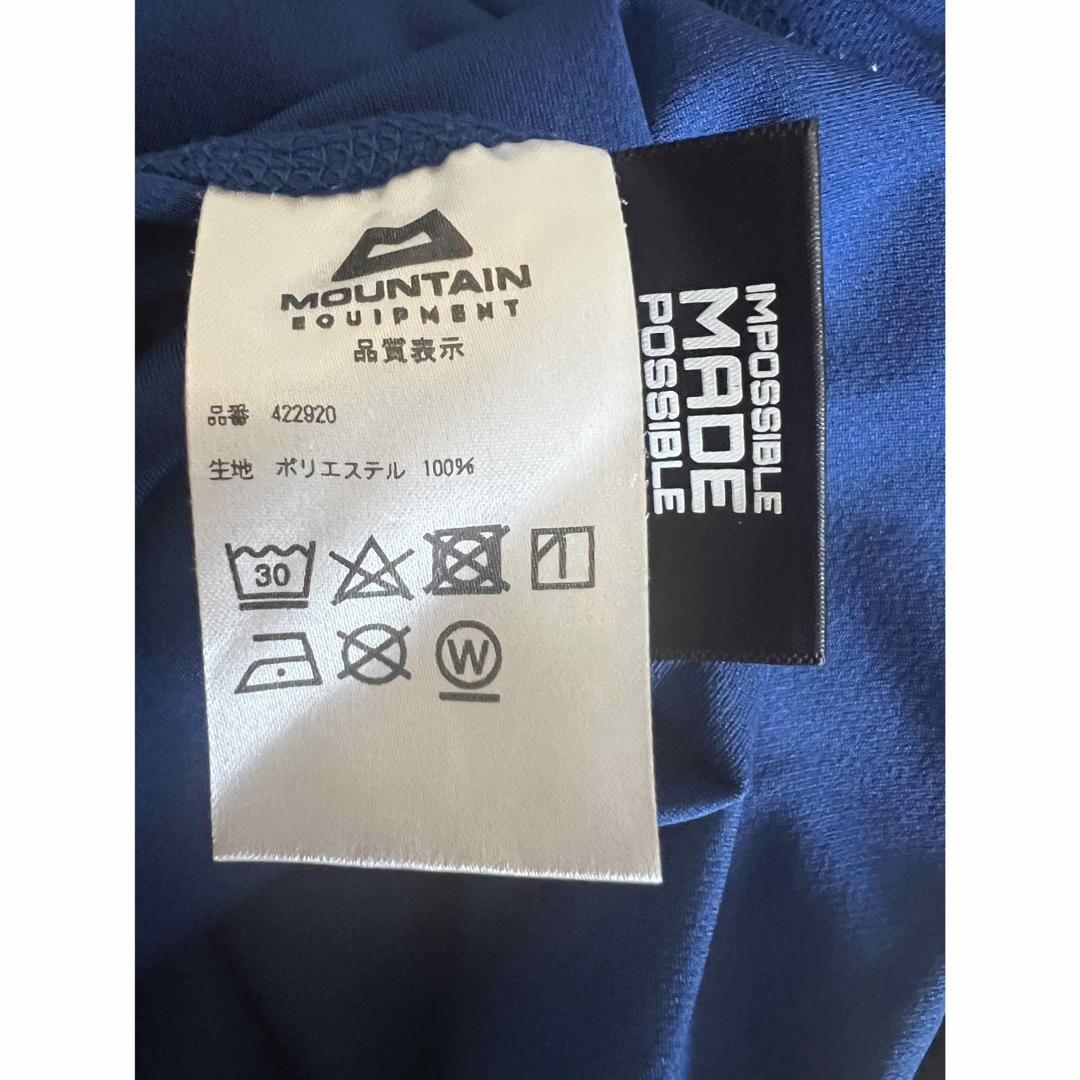 MOUNTAIN
EQUIPMENT
品質表示
品番 422920
生地 ポリエステル 100%
30
W
IMPOSSIBLE
MADE
POSSIBLE